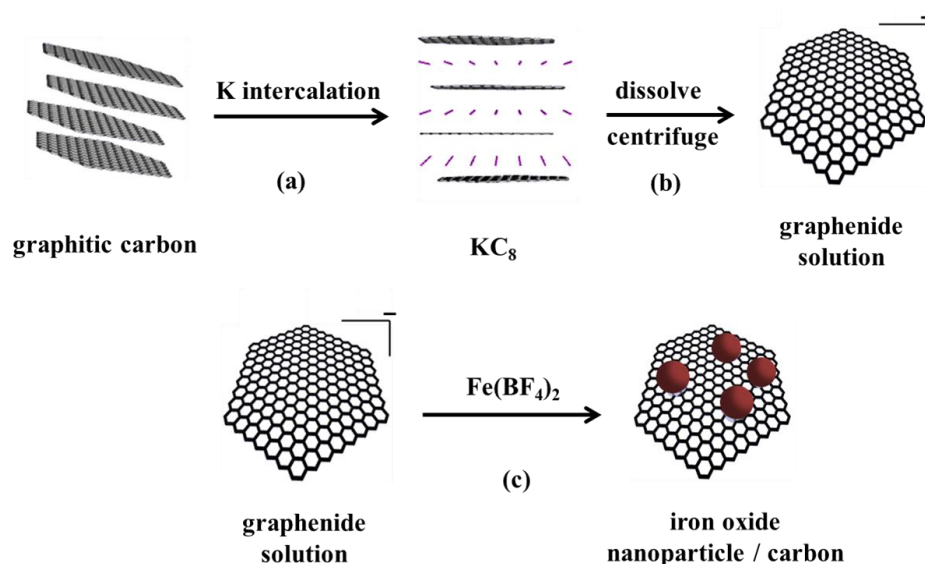 K intercalation
(a)
dissolve
centrifuge
(b)
graphitic carbon
KC₈
graphenide
solution
Fe(BF₄)₂
(c)
graphenide
solution
iron oxide
nanoparticle / carbon